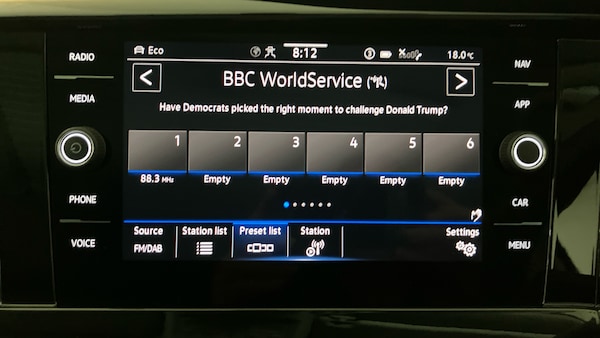 RADIO
MEDIA
PHONE
VOICE
Eco
8:12
18.0°C
BBC WorldService
Have Democrats picked the right moment to challenge Donald Trump?
1 2 3 4 5 6
88.3 MHz Empty Empty Empty Empty Empty
Source Station list Preset list Station Settings
FM/DAB
NAV
APP
CAR
MENU